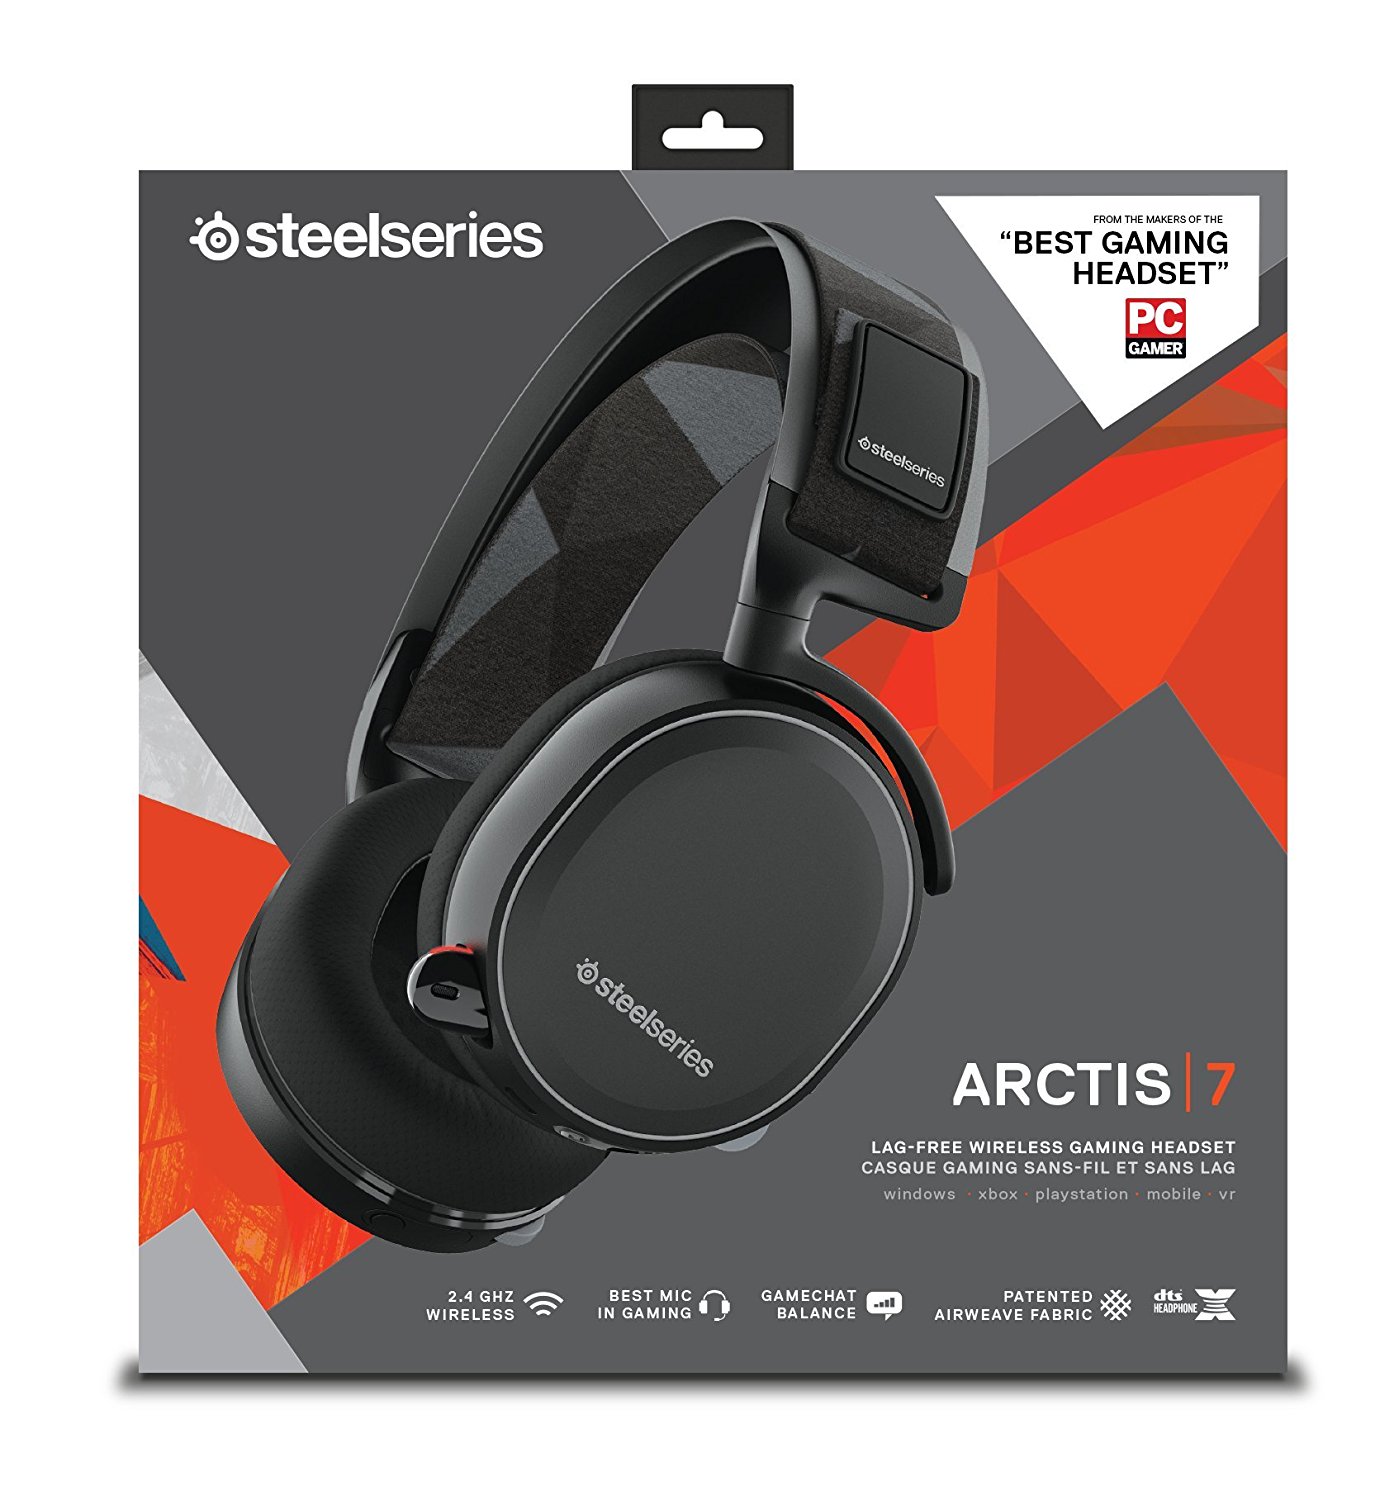 steelseries
FROM THE MAKERS OF THE
“BEST GAMING
HEADSET”
PC
GAMER
steelseries
steelseries
ARCTIS | 7
LAG-FREE WIRELESS GAMING HEADSET
CASQUE GAMING SANS-FIL ET SANS LAG
windows · xbox · playstation · mobile · vr
2.4 GHZ
WIRELESS
BEST MIC
IN GAMING
GAMECHAT
BALANCE
PATENTED
AIRWEAVE FABRIC
dts
HEADPHONE X